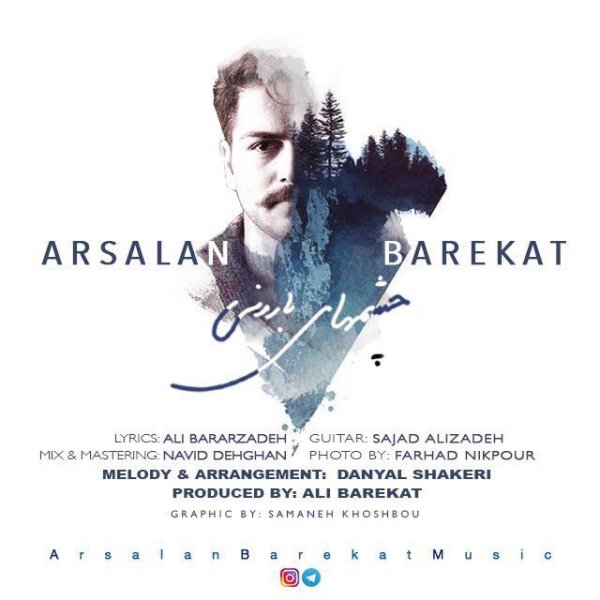 ARSALAN BAREKAT
چشمهای بارونی
LYRICS: ALI BARARZADEH GUITAR: SAJAD ALIZADEH
MIX & MASTERING: NAVID DEHGHAN PHOTO BY: FARHAD NIKPOUR
MELODY & ARRANGEMENT: DANYAL SHAKERI
PRODUCED BY: ALI BAREKAT
GRAPHIC BY: SAMANEH KHOSHBOU
ArsalanBarekatMusic